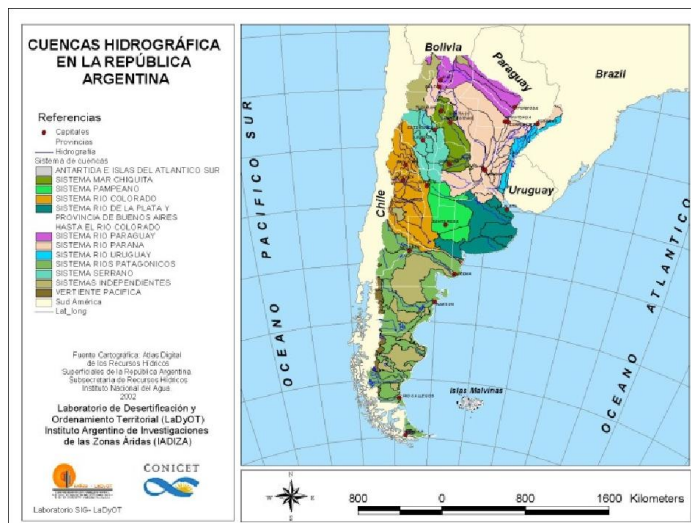 CUENCAS HIDROGRÁFICA
EN LA REPÚBLICA
ARGENTINA
Referencias
Capitales
Provincias
Hidrografia
Sistema de cuencas
ANTARTIDA E ISLAS DEL ATLANTICO SUR
SISTEMA MAR CHIQUITA
SISTEMA PAMPEANO
SISTEMA RIO COLORADO
SISTEMA RIO DE LA PLATA Y
PROVINCIA DE BUENOS AIRES
HASTA EL RIO COLORADO
SISTEMA RIO PARAGUAY
SISTEMA RIO PARANA
SISTEMA RIO URUGUAY
SISTEMA RIOS PATAGONICOS
SISTEMA SERRANO
SISTEMAS INDEPENDIENTES
VERTIENTE PACIFICA
Sud América
Lat_long
Fuente Cartográfica: Atlas Digital
de los Recursos Hídricos
Superficiales de la República Argentina.
Subsecretaría de Recursos Hídricos
Instituto Nacional del Agua
2002
Laboratorio de Desertificación y
Ordenamiento Territorial (LaDyOT)
Instituto Argentino de Investigaciones
de las Zonas Áridas (IADIZA)
CONICET
Laboratorio SIG- LaDyOT
Bolivia
Paraguay
Brazil
Uruguay
Chile
OCEANO PACIFICO SUR
OCEANO ATLANTICO
Islas Malvinas
N
W
E
S
800 0 800 1600 Kilometers